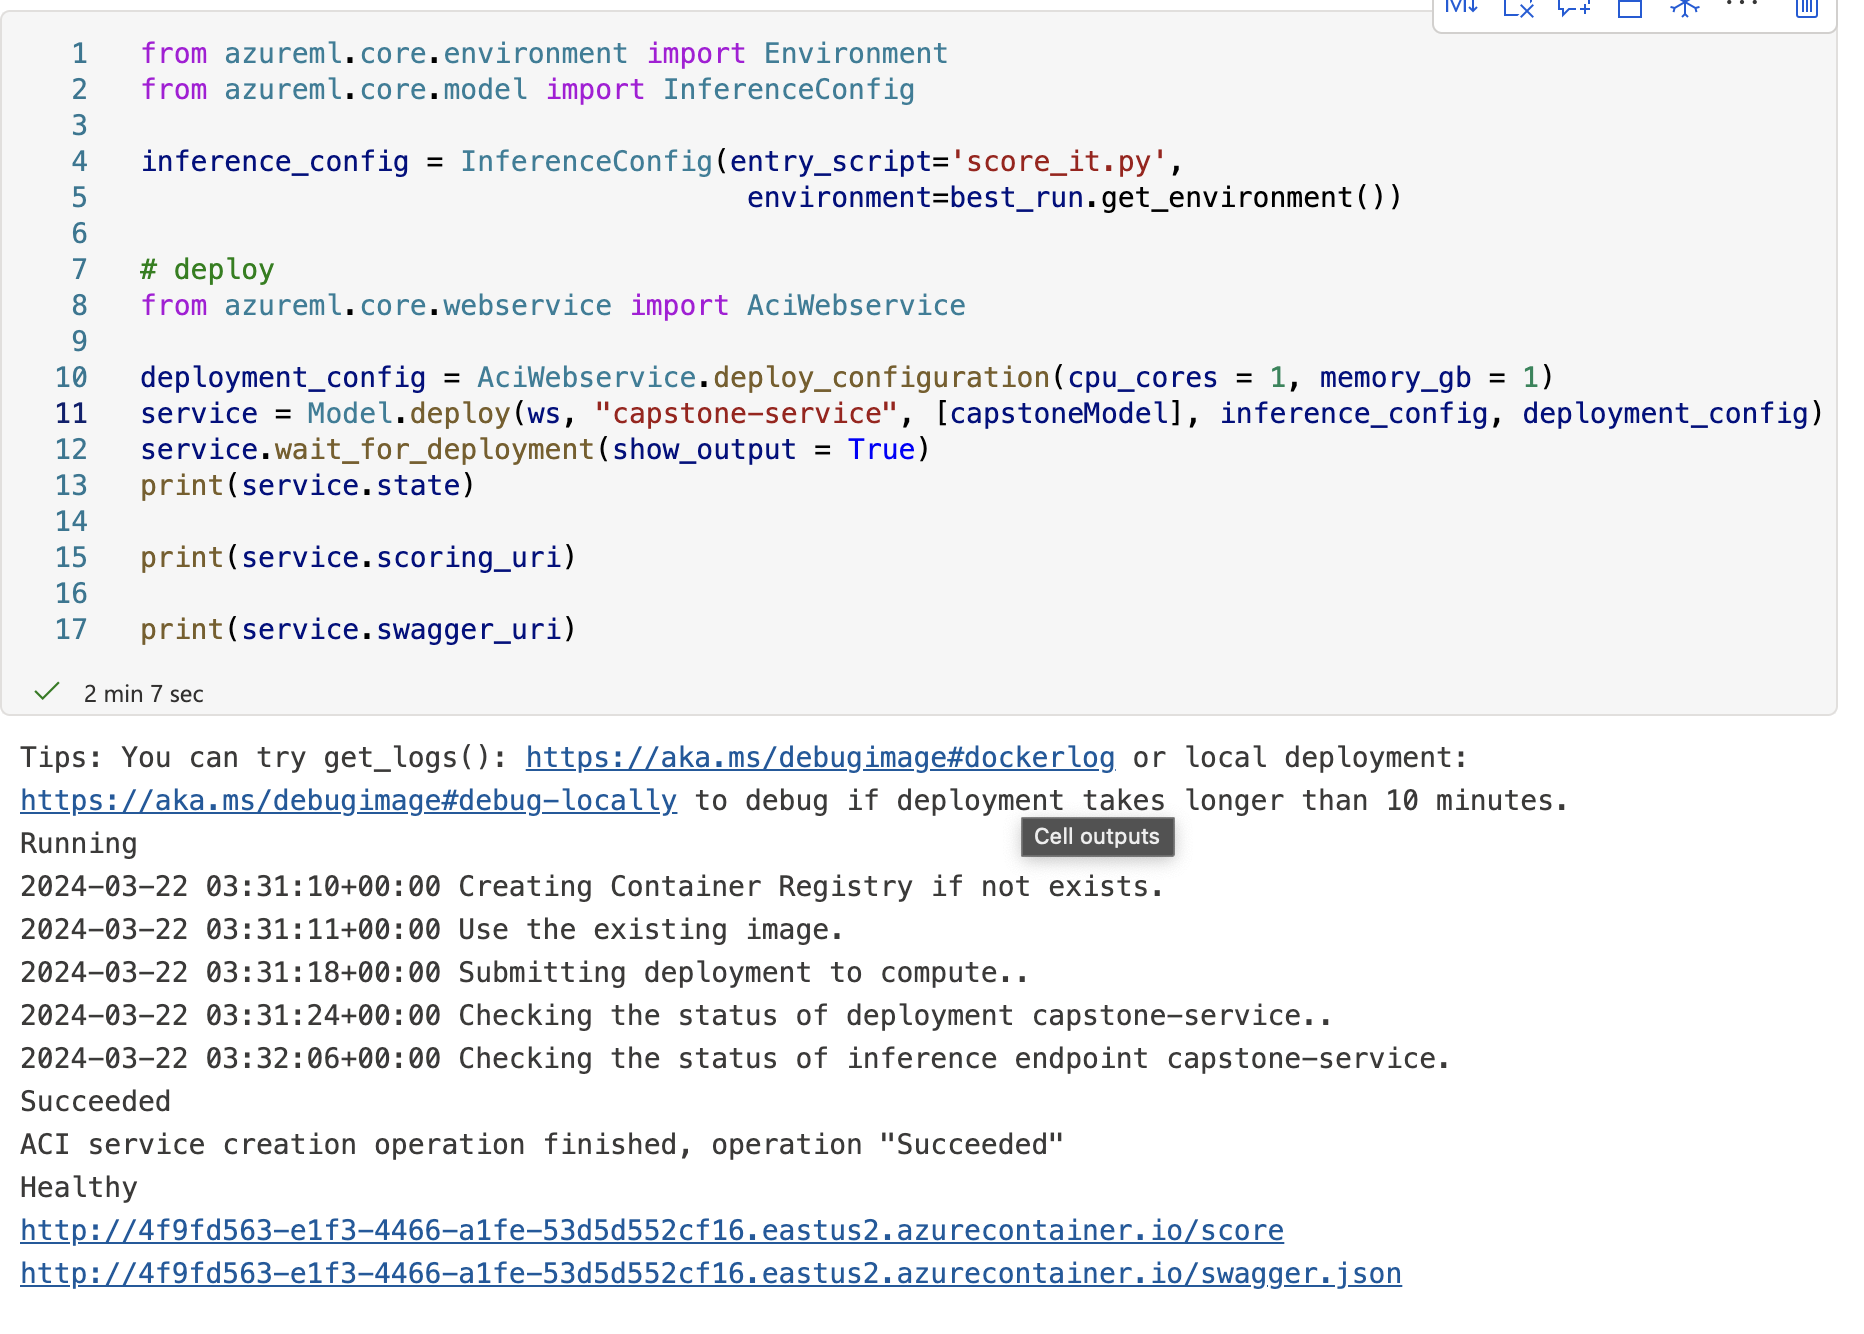 1 from azureml.core.environment import Environment
2 from azureml.core.model import InferenceConfig
3
4 inference_config = InferenceConfig(entry_script='score_it.py',
5 environment=best_run.get_environment())
6
7 # deploy
8 from azureml.core.webservice import AciWebservice
9
10 deployment_config = AciWebservice.deploy_configuration(cpu_cores = 1, memory_gb = 1)
11 service = Model.deploy(ws, "capstone-service", [capstoneModel], inference_config, deployment_config)
12 service.wait_for_deployment(show_output = True)
13 print(service.state)
14
15 print(service.scoring_uri)
16
17 print(service.swagger_uri)
2 min 7 sec
Tips: You can try get_logs(): https://aka.ms/debugimage#dockerlog or local deployment:
https://aka.ms/debugimage#debug-locally to debug if deployment takes longer than 10 minutes.
Cell outputs
Running
2024-03-22 03:31:10+00:00 Creating Container Registry if not exists.
2024-03-22 03:31:11+00:00 Use the existing image.
2024-03-22 03:31:18+00:00 Submitting deployment to compute..
2024-03-22 03:31:24+00:00 Checking the status of deployment capstone-service..
2024-03-22 03:32:06+00:00 Checking the status of inference endpoint capstone-service.
Succeeded
ACI service creation operation finished, operation "Succeeded"
Healthy
http://4f9fd563-e1f3-4466-a1fe-53d5d552cf16.eastus2.azurecontainer.io/score
http://4f9fd563-e1f3-4466-a1fe-53d5d552cf16.eastus2.azurecontainer.io/swagger.json